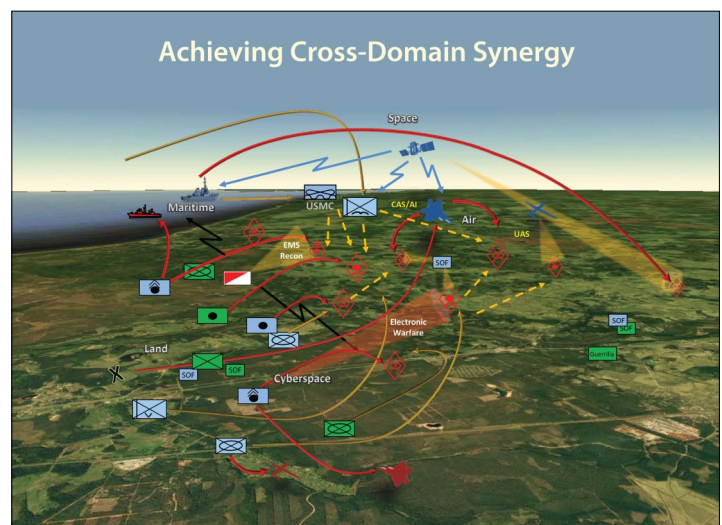 Achieving Cross-Domain Synergy
Space
Maritime
USMC
CAS/AI
Air
UAS
EMS
Recon
SOF
Electronic
Warfare
SOF
SOF
Guerrilla
Land
SOF
SOF
Cyberspace